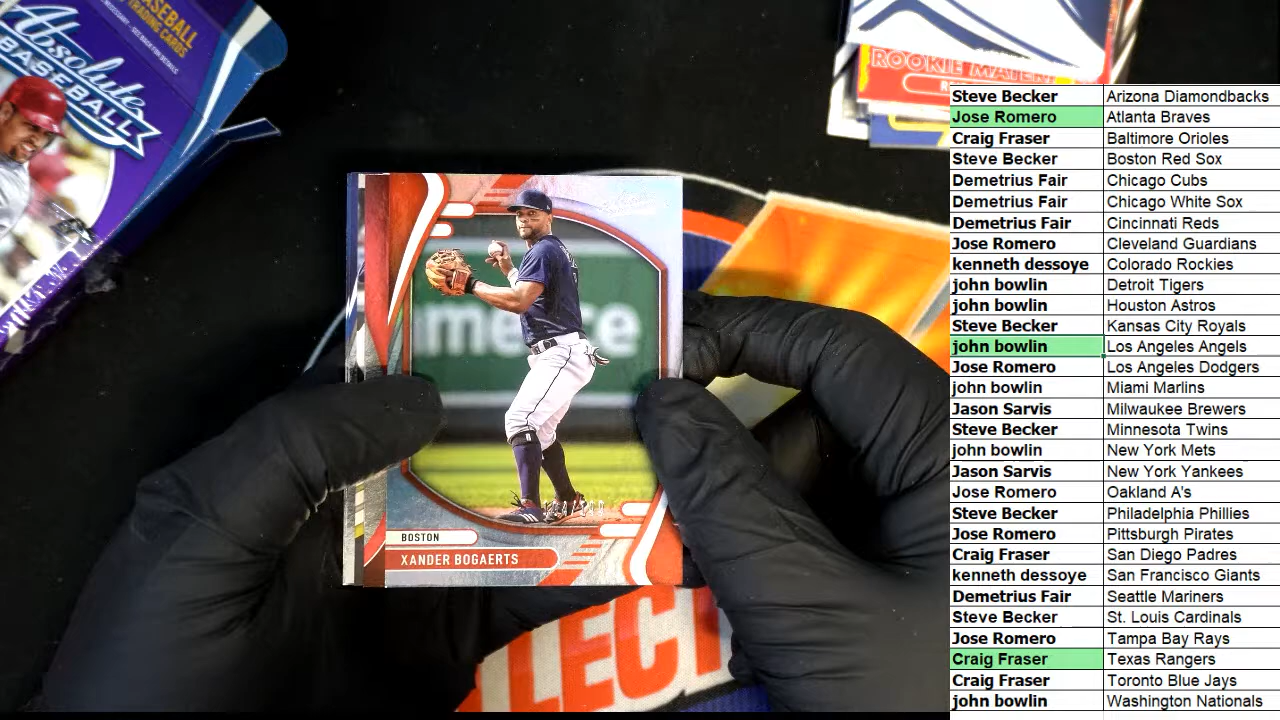 BASEBALL
TRADING CARDS
Absolute
BASEBALL
ROOKIE MATERI
BOSTON
XANDER BOGAERTS
LECT
Steve Becker Arizona Diamondbacks
Jose Romero Atlanta Braves
Craig Fraser Baltimore Orioles
Steve Becker Boston Red Sox
Demetrius Fair Chicago Cubs
Demetrius Fair Chicago White Sox
Demetrius Fair Cincinnati Reds
Jose Romero Cleveland Guardians
kenneth dessoye Colorado Rockies
john bowlin Detroit Tigers
john bowlin Houston Astros
Steve Becker Kansas City Royals
john bowlin Los Angeles Angels
Jose Romero Los Angeles Dodgers
john bowlin Miami Marlins
Jason Sarvis Milwaukee Brewers
Steve Becker Minnesota Twins
john bowlin New York Mets
Jason Sarvis New York Yankees
Jose Romero Oakland A's
Steve Becker Philadelphia Phillies
Jose Romero Pittsburgh Pirates
Craig Fraser San Diego Padres
kenneth dessoye San Francisco Giants
Demetrius Fair Seattle Mariners
Steve Becker St. Louis Cardinals
Jose Romero Tampa Bay Rays
Craig Fraser Texas Rangers
Craig Fraser Toronto Blue Jays
john bowlin Washington Nationals